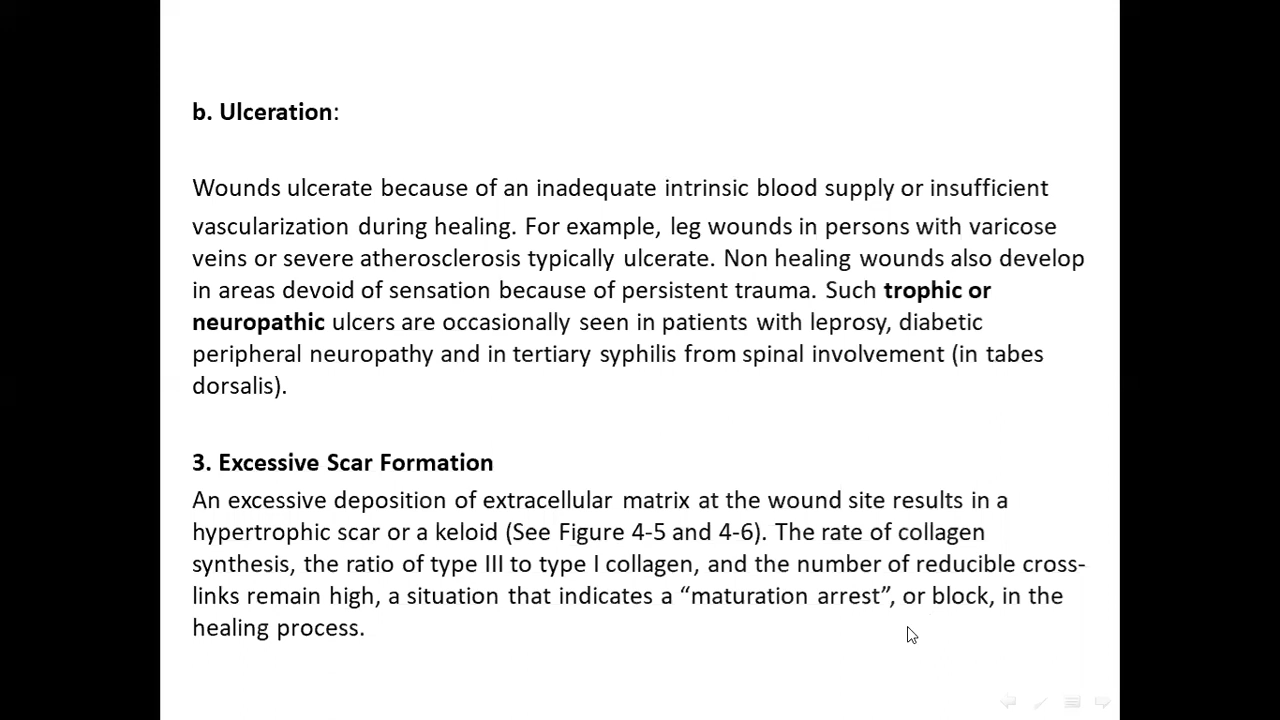 b. Ulceration:
Wounds ulcerate because of an inadequate intrinsic blood supply or insufficient
vascularization during healing. For example, leg wounds in persons with varicose
veins or severe atherosclerosis typically ulcerate. Non healing wounds also develop
in areas devoid of sensation because of persistent trauma. Such trophic or
neuropathic ulcers are occasionally seen in patients with leprosy, diabetic
peripheral neuropathy and in tertiary syphilis from spinal involvement (in tabes
dorsalis).
3. Excessive Scar Formation
An excessive deposition of extracellular matrix at the wound site results in a
hypertrophic scar or a keloid (See Figure 4-5 and 4-6). The rate of collagen
synthesis, the ratio of type III to type I collagen, and the number of reducible cross-
links remain high, a situation that indicates a “maturation arrest”, or block, in the
healing process.